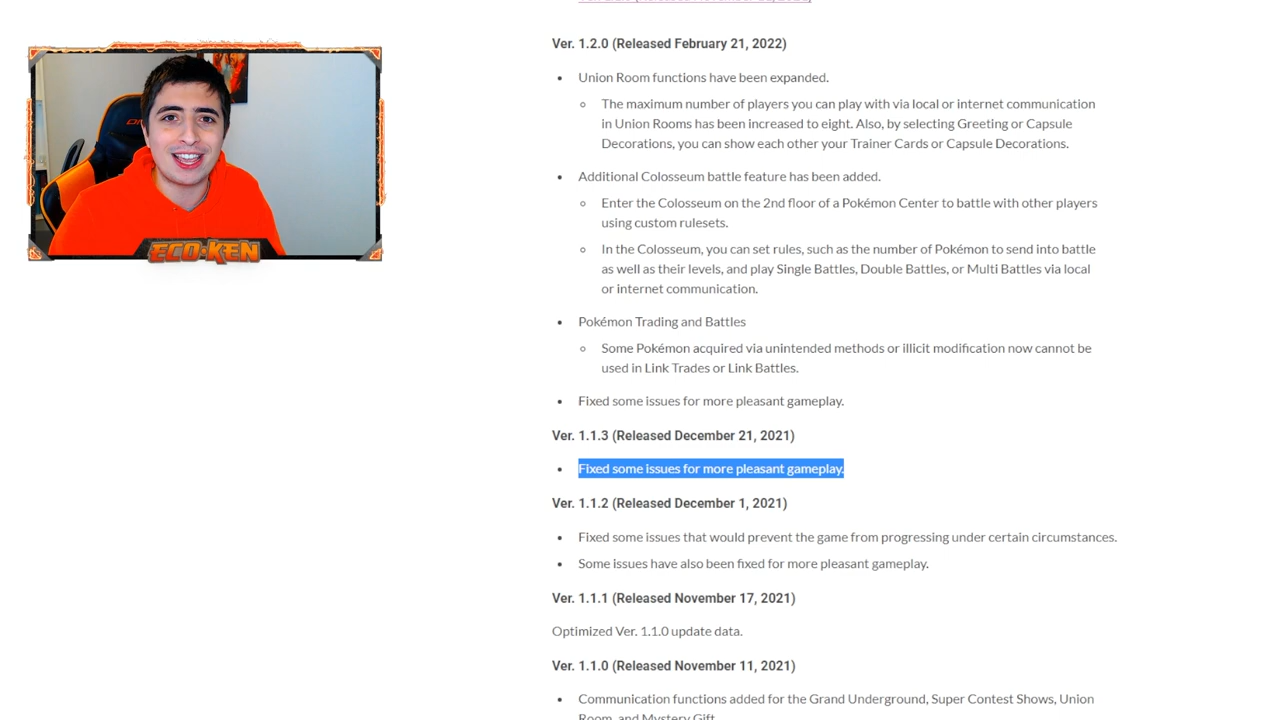 Ver. 1.2.0 (Released February 21, 2022)
• Union Room functions have been expanded.
○ The maximum number of players you can play with via local or internet communication
in Union Rooms has been increased to eight. Also, by selecting Greeting or Capsule
Decorations, you can show each other your Trainer Cards or Capsule Decorations.
• Additional Colosseum battle feature has been added.
○ Enter the Colosseum on the 2nd floor of a Pokémon Center to battle with other players
using custom rulesets.
○ In the Colosseum, you can set rules, such as the number of Pokémon to send into battle
as well as their levels, and play Single Battles, Double Battles, or Multi Battles via local
or internet communication.
• Pokémon Trading and Battles
○ Some Pokémon acquired via unintended methods or illicit modification now cannot be
used in Link Trades or Link Battles.
• Fixed some issues for more pleasant gameplay.
Ver. 1.1.3 (Released December 21, 2021)
• Fixed some issues for more pleasant gameplay.
Ver. 1.1.2 (Released December 1, 2021)
• Fixed some issues that would prevent the game from progressing under certain circumstances.
• Some issues have also been fixed for more pleasant gameplay.
Ver. 1.1.1 (Released November 17, 2021)
Optimized Ver. 1.1.0 update data.
Ver. 1.1.0 (Released November 11, 2021)
• Communication functions added for the Grand Underground, Super Contest Shows, Union
Room, and Mystery Gift.
ECO·KEN